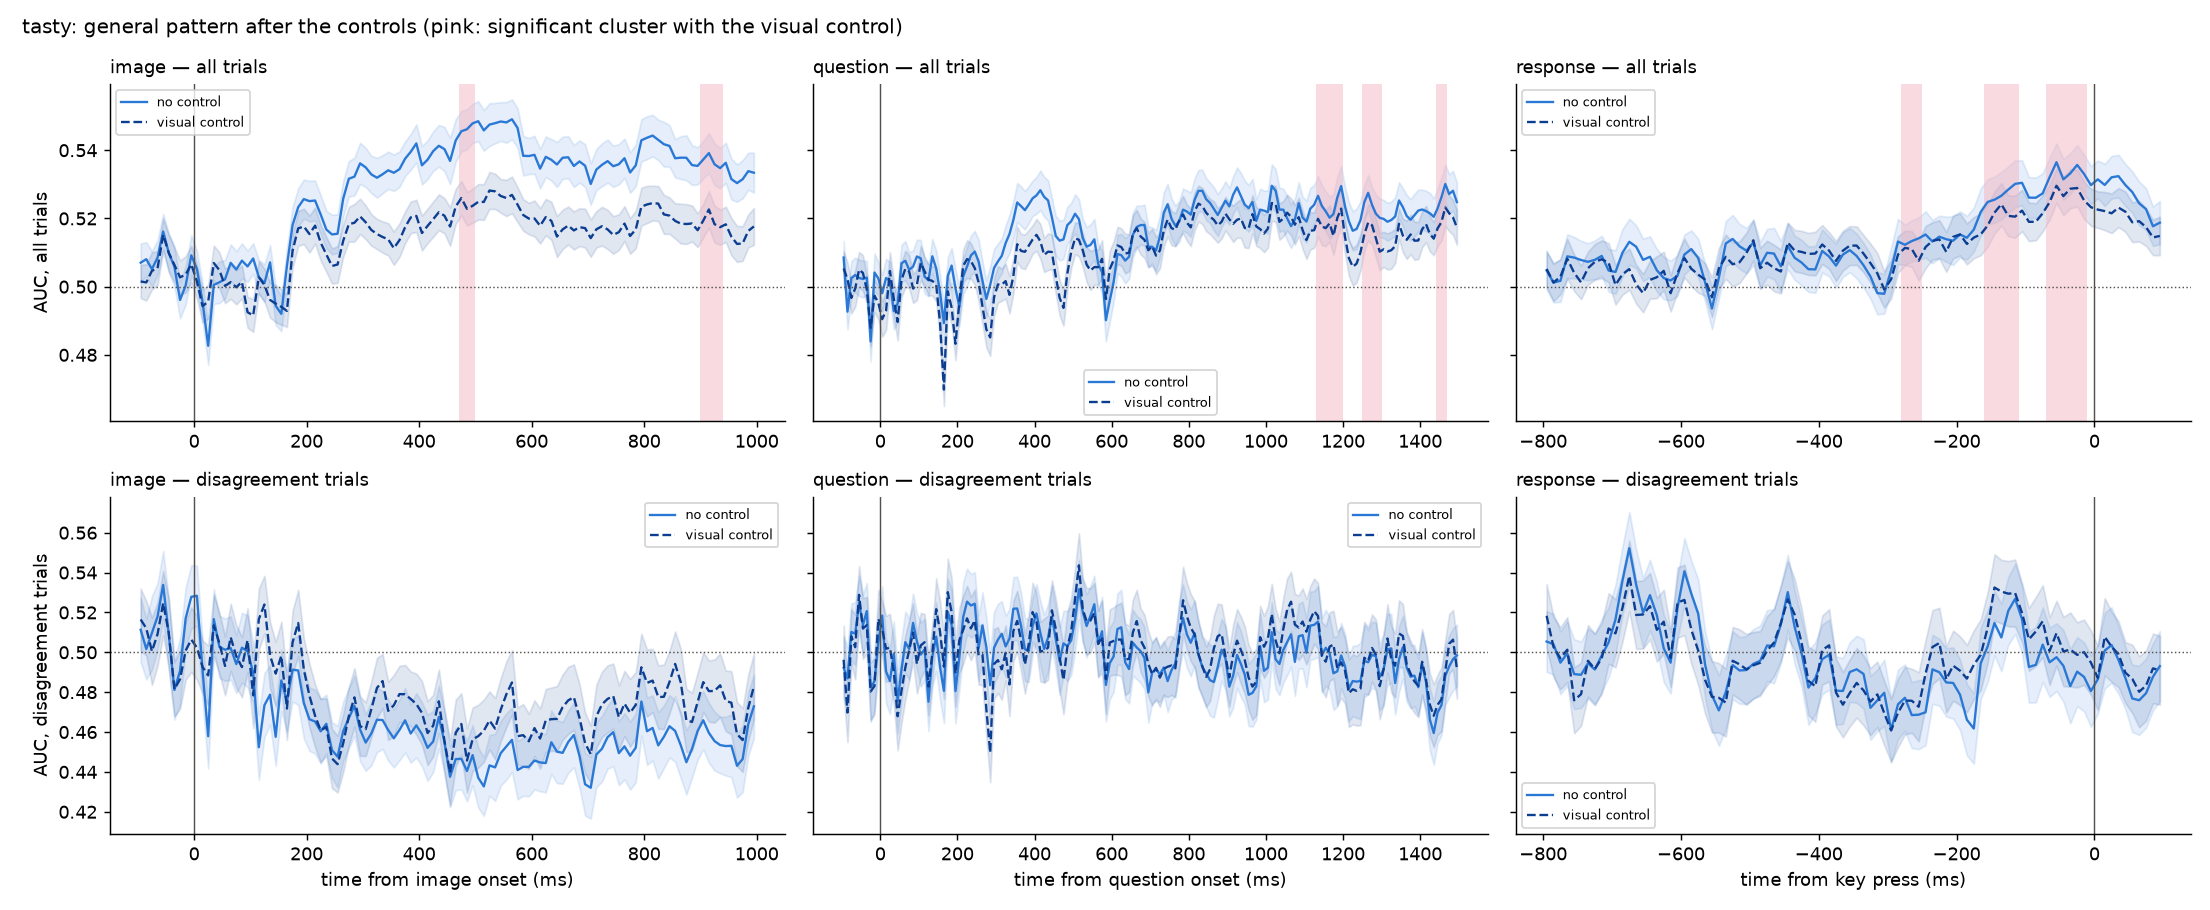 tasty: general pattern after the controls (pink: significant cluster with the visual control)
image — all trials
question — all trials
response — all trials
no control
visual control
no control
visual control
no control
visual control
AUC, all trials
0.54
0.52
0.50
0.48
0 200 400 600 800 1000
0 200 400 600 800 1000 1200 1400
−800 −600 −400 −200 0
image — disagreement trials
question — disagreement trials
response — disagreement trials
no control
visual control
no control
visual control
no control
visual control
AUC, disagreement trials
0.56
0.54
0.52
0.50
0.48
0.46
0.44
0.42
0 200 400 600 800 1000
0 200 400 600 800 1000 1200 1400
−800 −600 −400 −200 0
time from image onset (ms)
time from question onset (ms)
time from key press (ms)